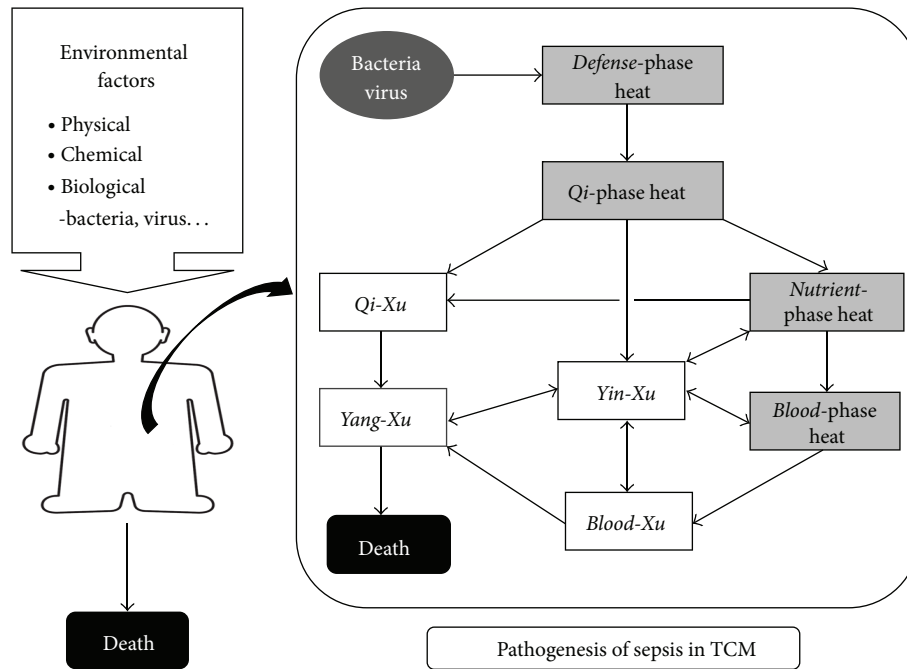 Environmental
factors
• Physical
• Chemical
• Biological
-bacteria, virus...
Death
Bacteria
virus
Defense-phase
heat
Qi-phase heat
Qi-Xu
Nutrient-
phase heat
Yin-Xu
Yang-Xu
Blood-phase
heat
Blood-Xu
Death
Pathogenesis of sepsis in TCM